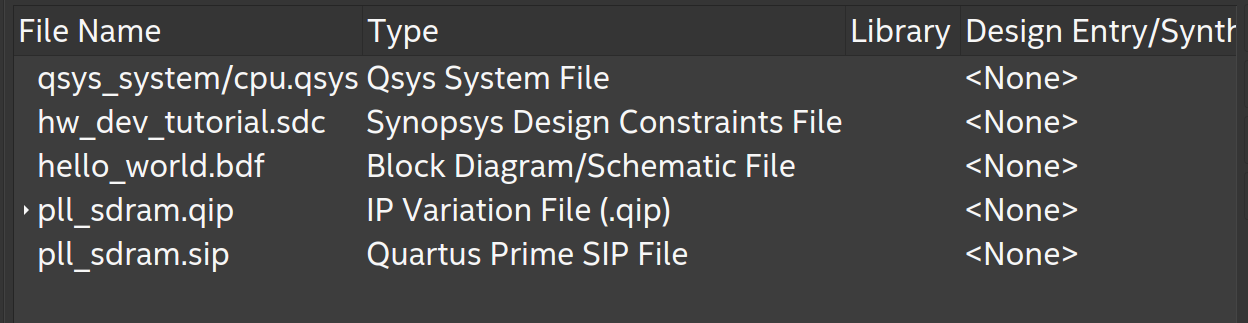 File Name Type Library Design Entry/Synth
qsys_system/cpu.qsys Qsys System File <None>
hw_dev_tutorial.sdc Synopsys Design Constraints File <None>
hello_world.bdf Block Diagram/Schematic File <None>
pll_sdram.qip IP Variation File (.qip) <None>
pll_sdram.sip Quartus Prime SIP File <None>